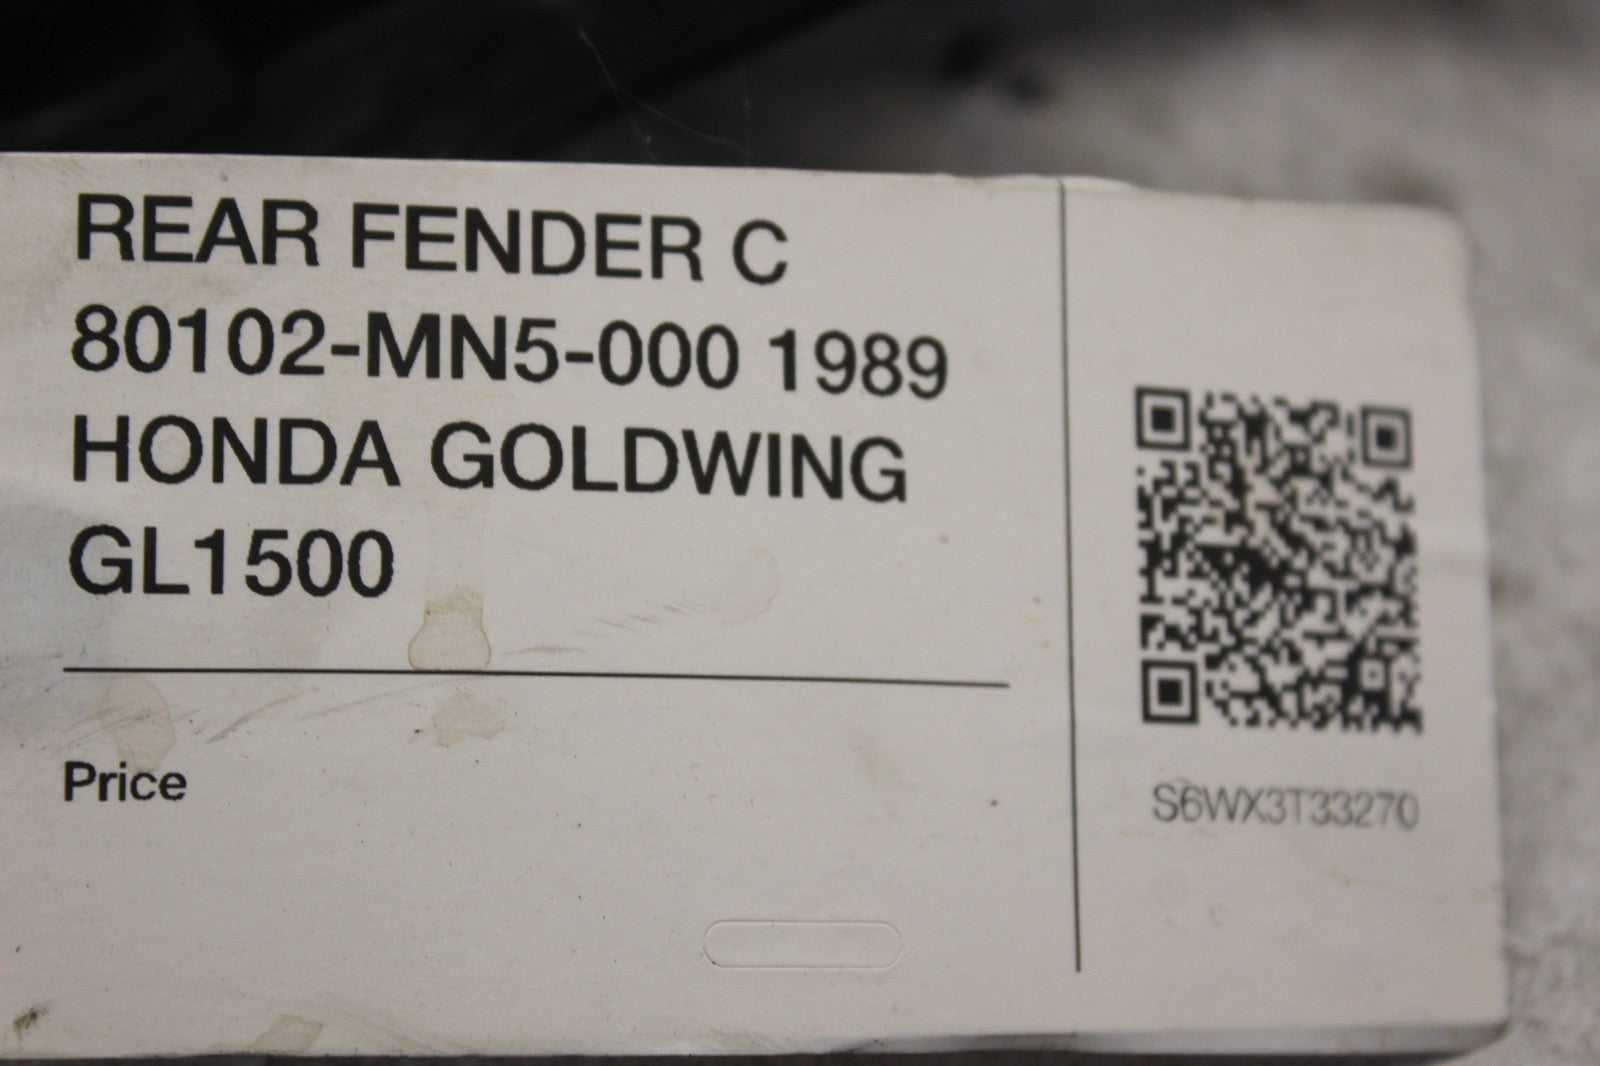 REAR FENDER C
80102-MN5-000 1989
HONDA GOLDWING
GL1500
Price
S6WX3T33270